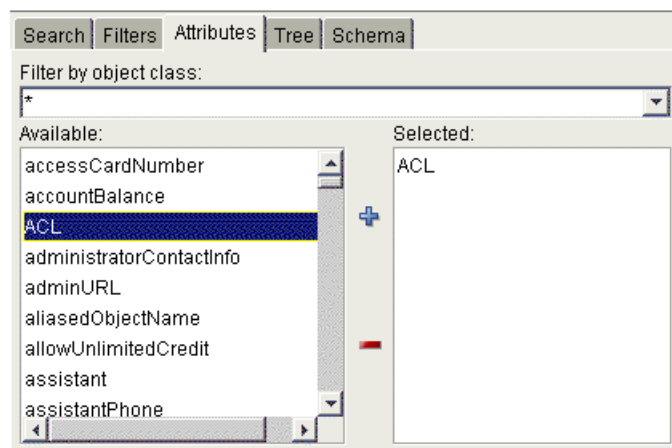 Search Filters Attributes Tree Schema
Filter by object class:
*
Available:
Selected:
accessCardNumber
ACL
accountBalance
ACL
administratorContactInfo
adminURL
aliasedObjectName
allowUnlimitedCredit
assistant
assistantPhone